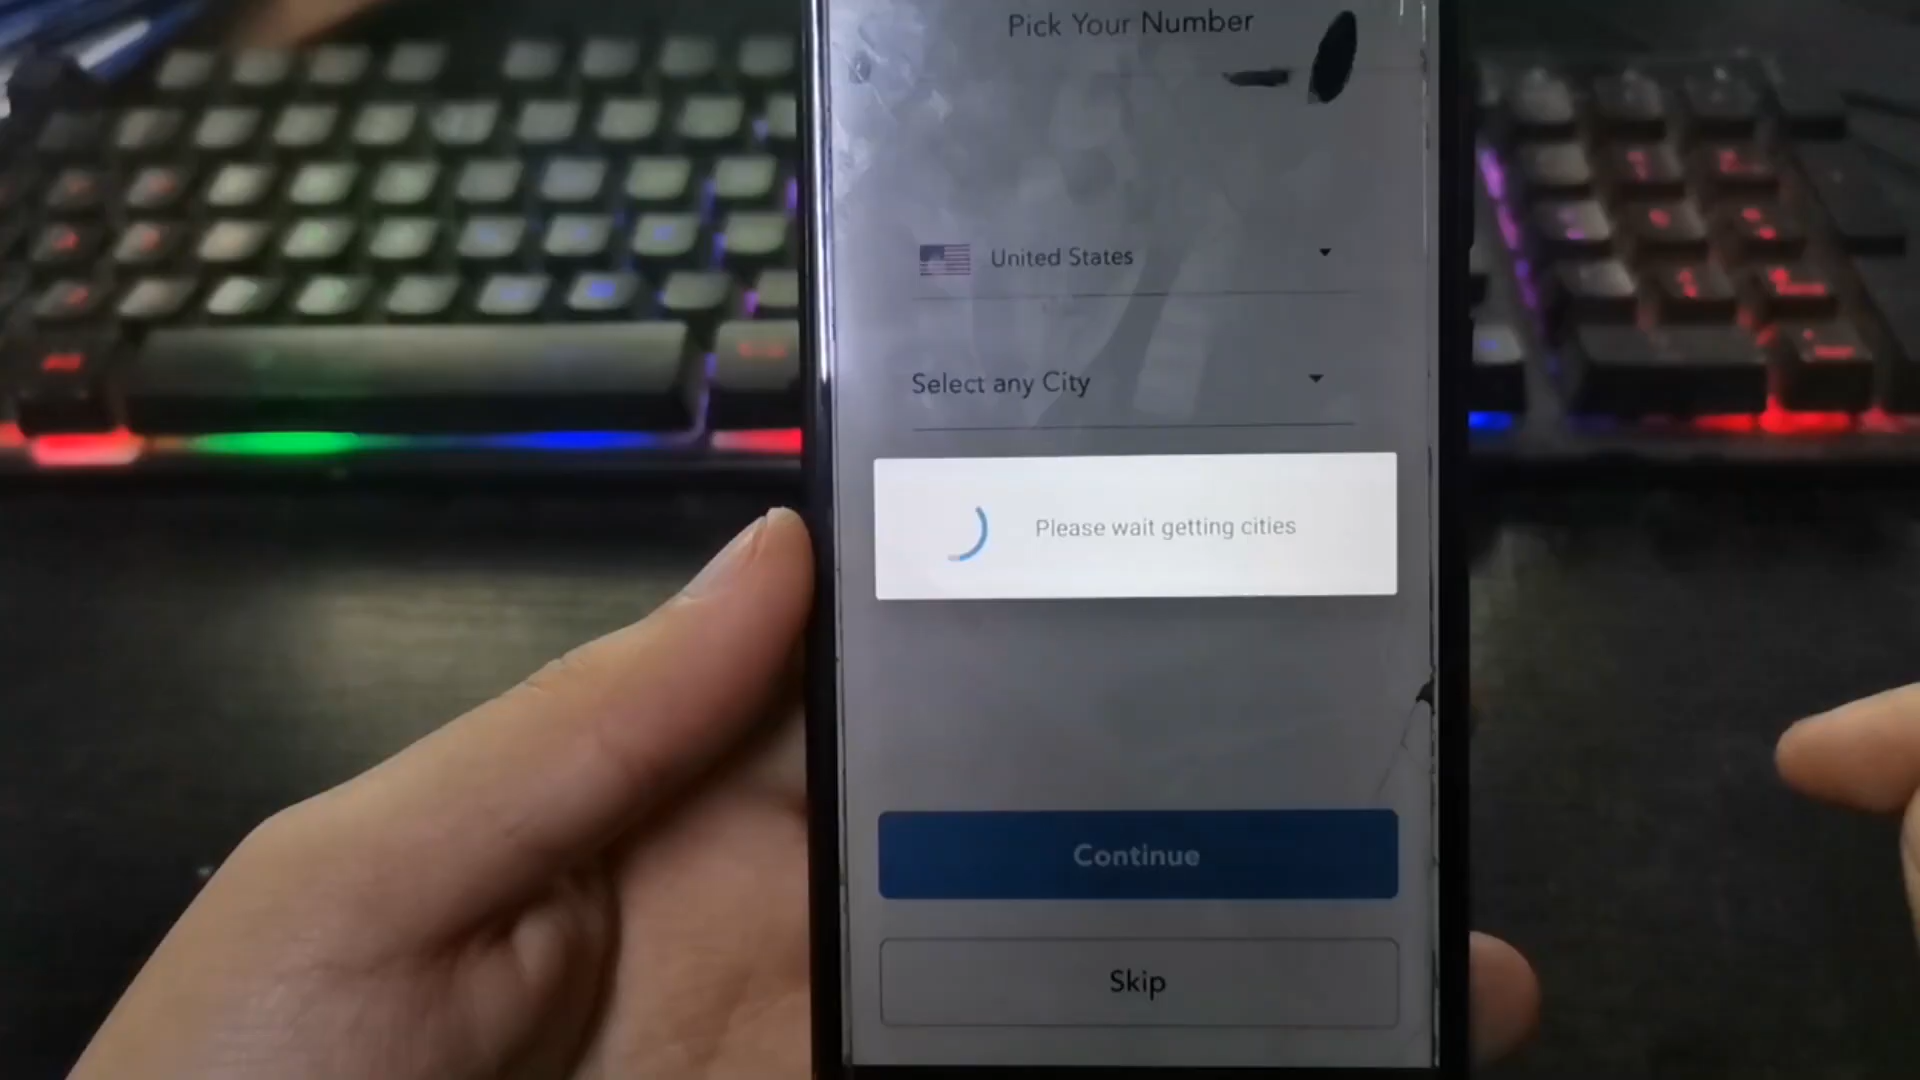 Pick Your Number
United States
Select any City
Please wait getting cities
Continue
Skip